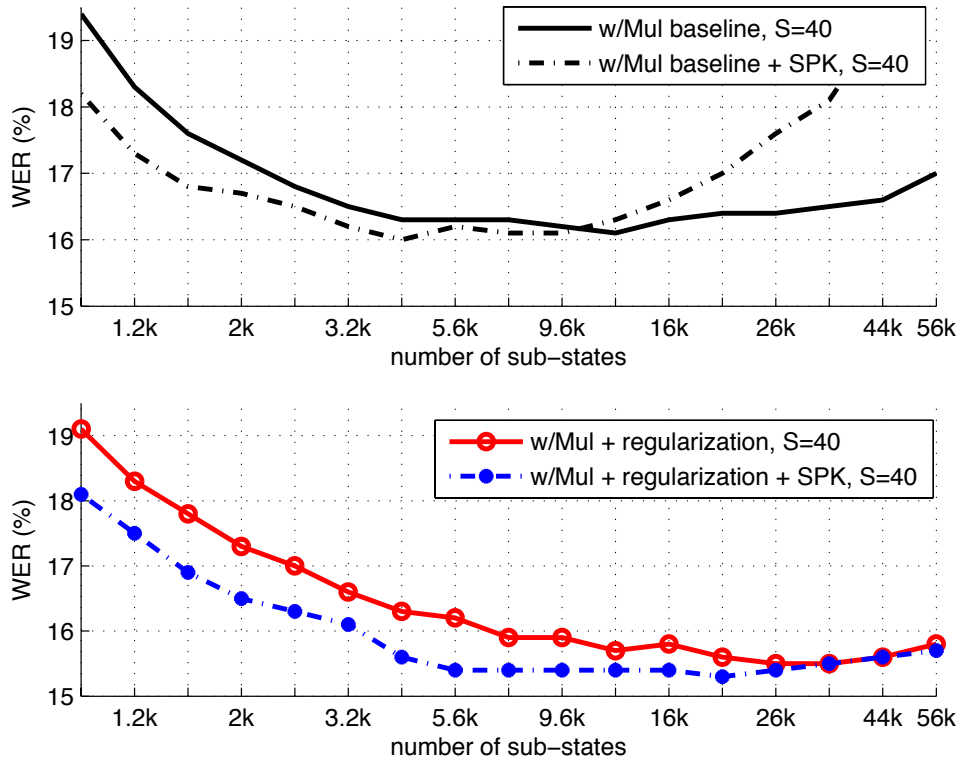 19
18
17
16
15
WER (%)
w/Mul baseline, S=40
w/Mul baseline + SPK, S=40
1.2k 2k 3.2k 5.6k 9.6k 16k 26k 44k 56k
number of sub-states
19
18
17
16
15
WER (%)
w/Mul + regularization, S=40
w/Mul + regularization + SPK, S=40
1.2k 2k 3.2k 5.6k 9.6k 16k 26k 44k 56k
number of sub-states